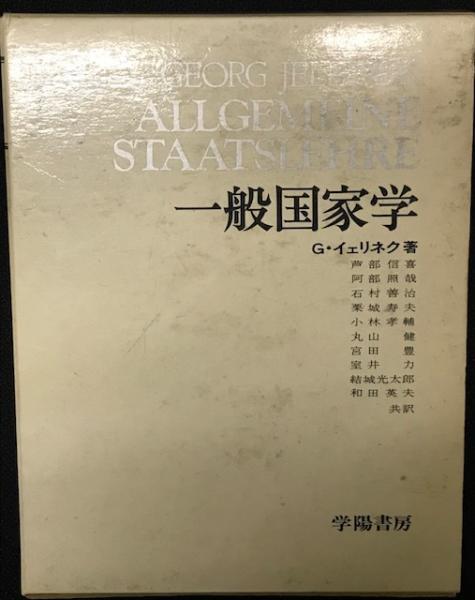 GEORG JELLINEK
ALLGEMEINE
STAATSLEHRE
一般国家学
G・イェリネク著
芦部信喜
阿部照哉
石村善治
栗城寿夫
小林孝輔
丸山健
宮田豊
室井力
結城光太郎
和田英夫
共訳
学陽書房